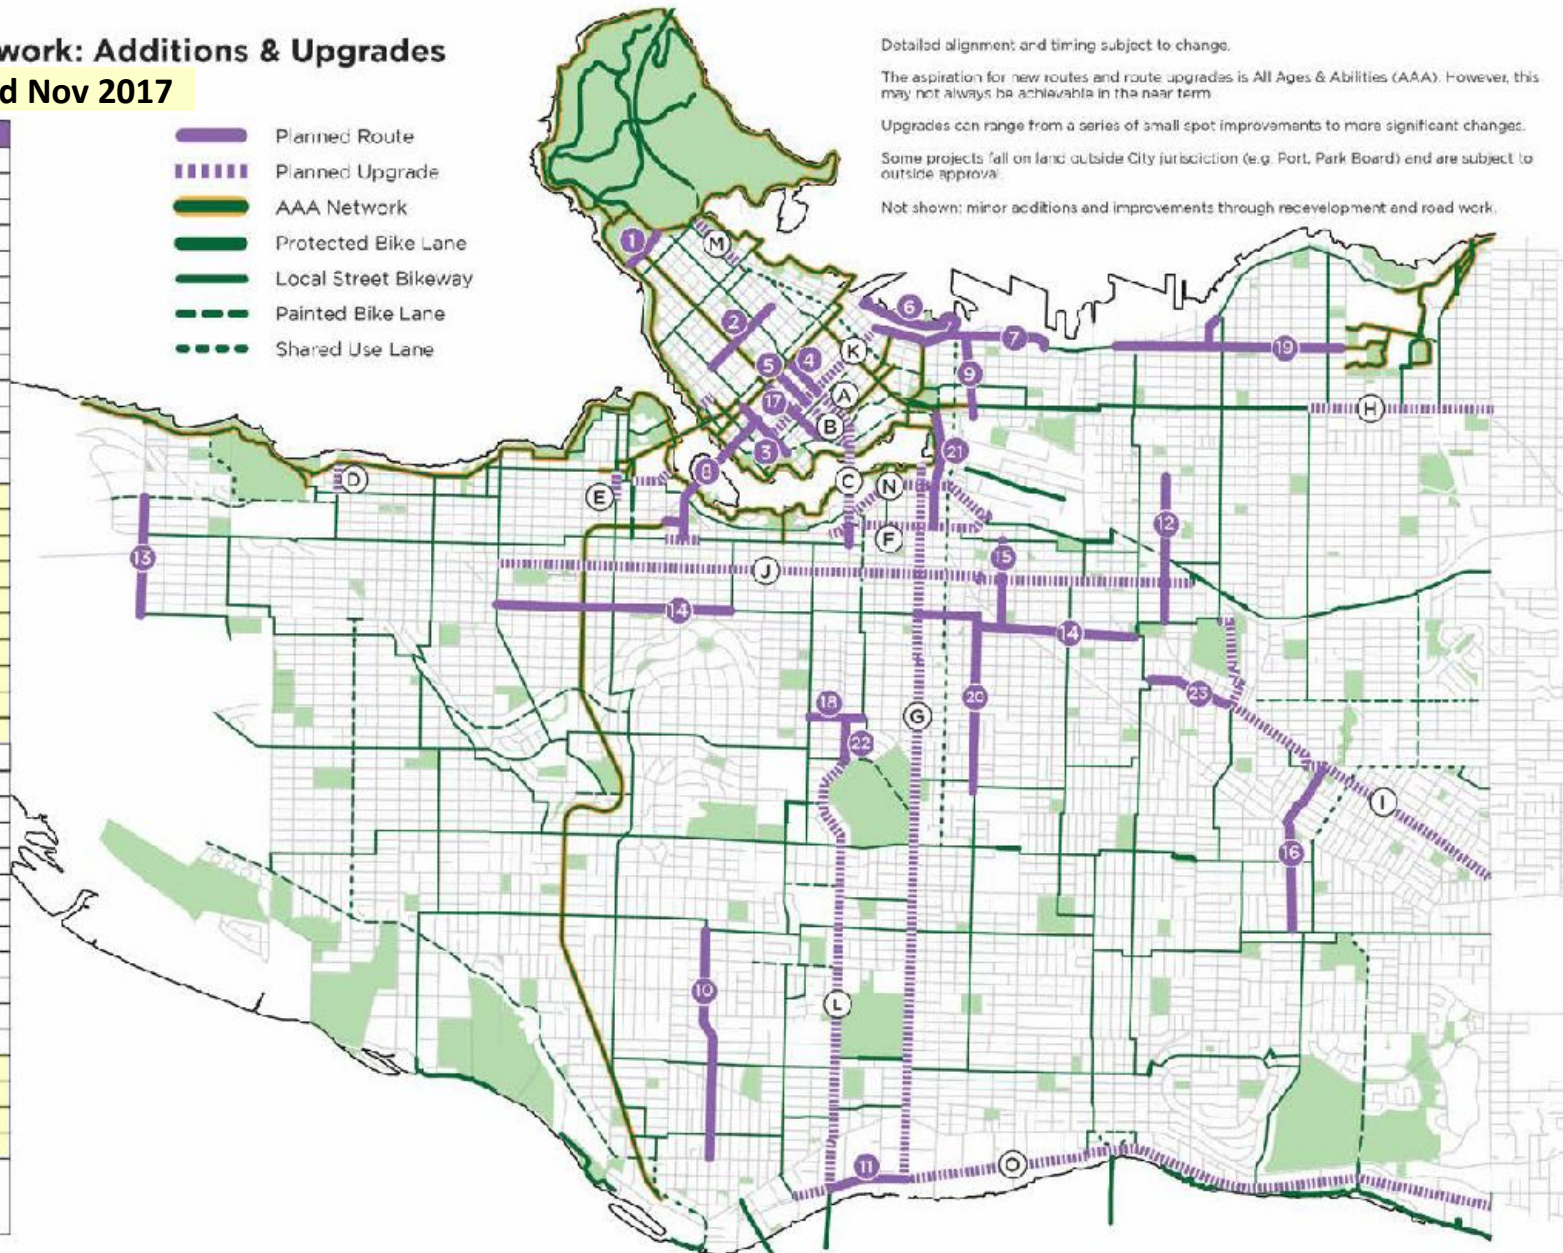 work: Additions & Upgrades
d Nov 2017
Planned Route
Planned Upgrade
AAA Network
Protected Bike Lane
Local Street Bikeway
Painted Bike Lane
Shared Use Lane
Detailed alignment and timing subject to change.
The aspiration for new routes and route upgrades is All Ages & Abilities (AAA). However, this
may not always be achievable in the near term.
Upgrades can range from a series of small spot improvements to more significant changes.
Some projects fall on land outside City jurisdiction (e.g. Port, Park Board) and are subject to
outside approval.
Not shown: minor additions and improvements through redevelopment and road work.
1
M
6
2
7
K
19
5
4
9
17
A
H
B
3
21
8
D
C
N
E
12
F
13
15
J
14
14
23
20
18
G
22
I
16
10
L
11
O